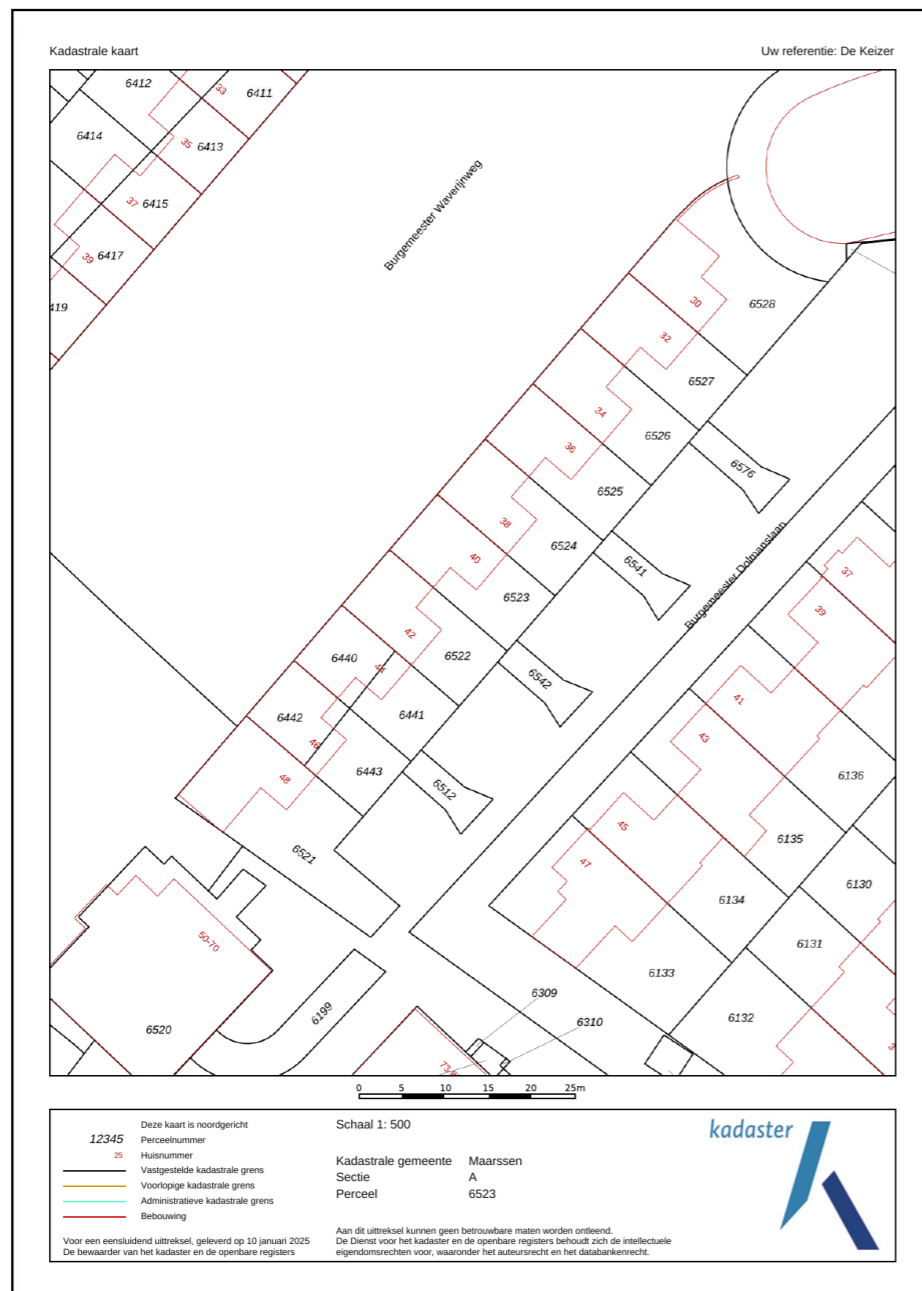 Kadastrale kaart
Uw referentie: De Keizer
6412
33
6411
6414
35
6413
37
6415
39
6417
419
Burgemeester Waverijnweg
30
6528
32
6527
34
6526
6576
36
6525
38
6524
6541
40
6523
Burgemeester Dolmanslaan
37
39
42
6522
6542
6440
44
6441
6442
46
6443
6512
48
6521
41
43
45
47
6136
6135
6134
6130
6131
6133
6132
50-70
6520
6199
6309
6310
0 5 10 15 20 25m
Deze kaart is noordgericht
12345 Perceelnummer
25 Huisnummer
Vastgestelde kadastrale grens
Voorlopige kadastrale grens
Administratieve kadastrale grens
Bebouwing
Voor een eensluidend uittreksel, geleverd op 10 januari 2025
De bewaarder van het kadaster en de openbare registers
Schaal 1: 500
Kadastrale gemeente Maarssen
Sectie A
Perceel 6523
Aan dit uittreksel kunnen geen betrouwbare maten worden ontleend.
De Dienst voor het kadaster en de openbare registers behoudt zich de intellectuele
eigendomsrechten voor, waaronder het auteursrecht en het databankenrecht.
kadaster